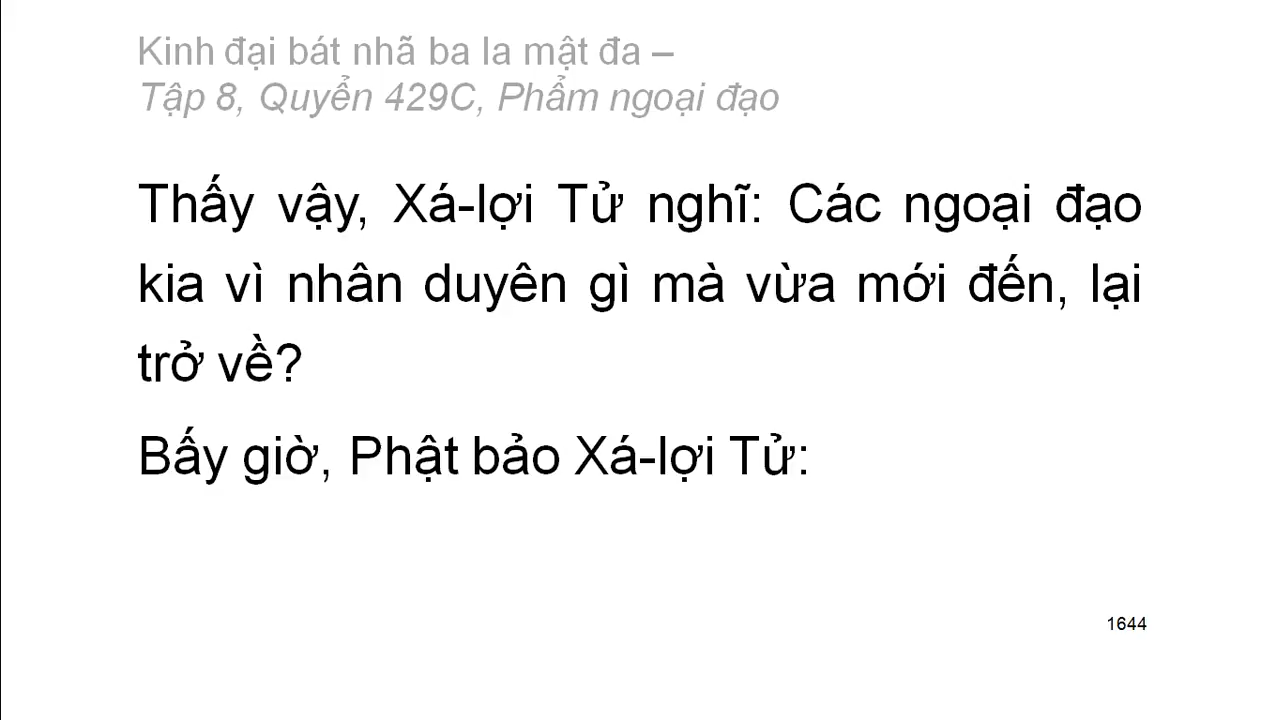 Kinh đại bát nhã ba la mật đa –
Tập 8, Quyển 429C, Phẩm ngoại đạo
Thấy vậy, Xá-lợi Tử nghĩ: Các ngoại đạo
kia vì nhân duyên gì mà vừa mới đến, lại
trở về?
Bấy giờ, Phật bảo Xá-lợi Tử:
1644